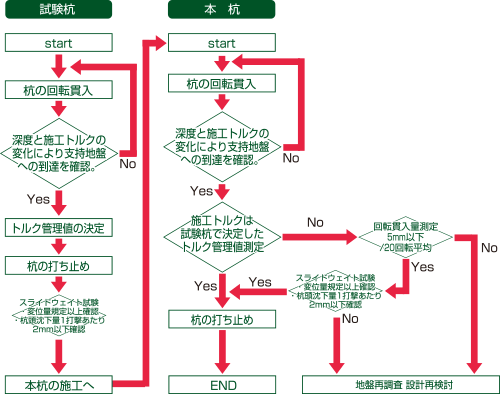 試験杭
start
杭の回転貫入
深度と施工トルクの
変化により支持地盤
への到達を確認。
No
Yes
トルク管理値の決定
杭の打ち止め
スライドウェイト試験
・変位量規定以上確認
・杭頭沈下量1打撃あたり
2mm以下確認
本杭の施工へ
本 杭
start
杭の回転貫入
深度と施工トルクの
変化により支持地盤
への到達を確認。
No
Yes
施工トルクは
試験杭で決定した
トルク管理値測定
No
回転貫入量測定
5mm以下
/20回転平均
No
Yes
スライドウェイト試験
・変位量規定以上確認
・杭頭沈下量1打撃あたり
2mm以下確認
Yes
Yes
No
杭の打ち止め
END
地盤再調査 設計再検討